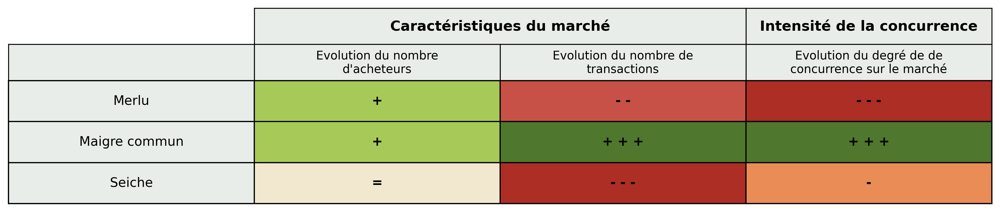 Caractéristiques du marché
Intensité de la concurrence
Evolution du nombre
d'acheteurs
Evolution du nombre de
transactions
Evolution du degré de de
concurrence sur le marché
Merlu
+
- -
- - -
Maigre commun
+
+ + +
+ + +
Seiche
=
- - -
-